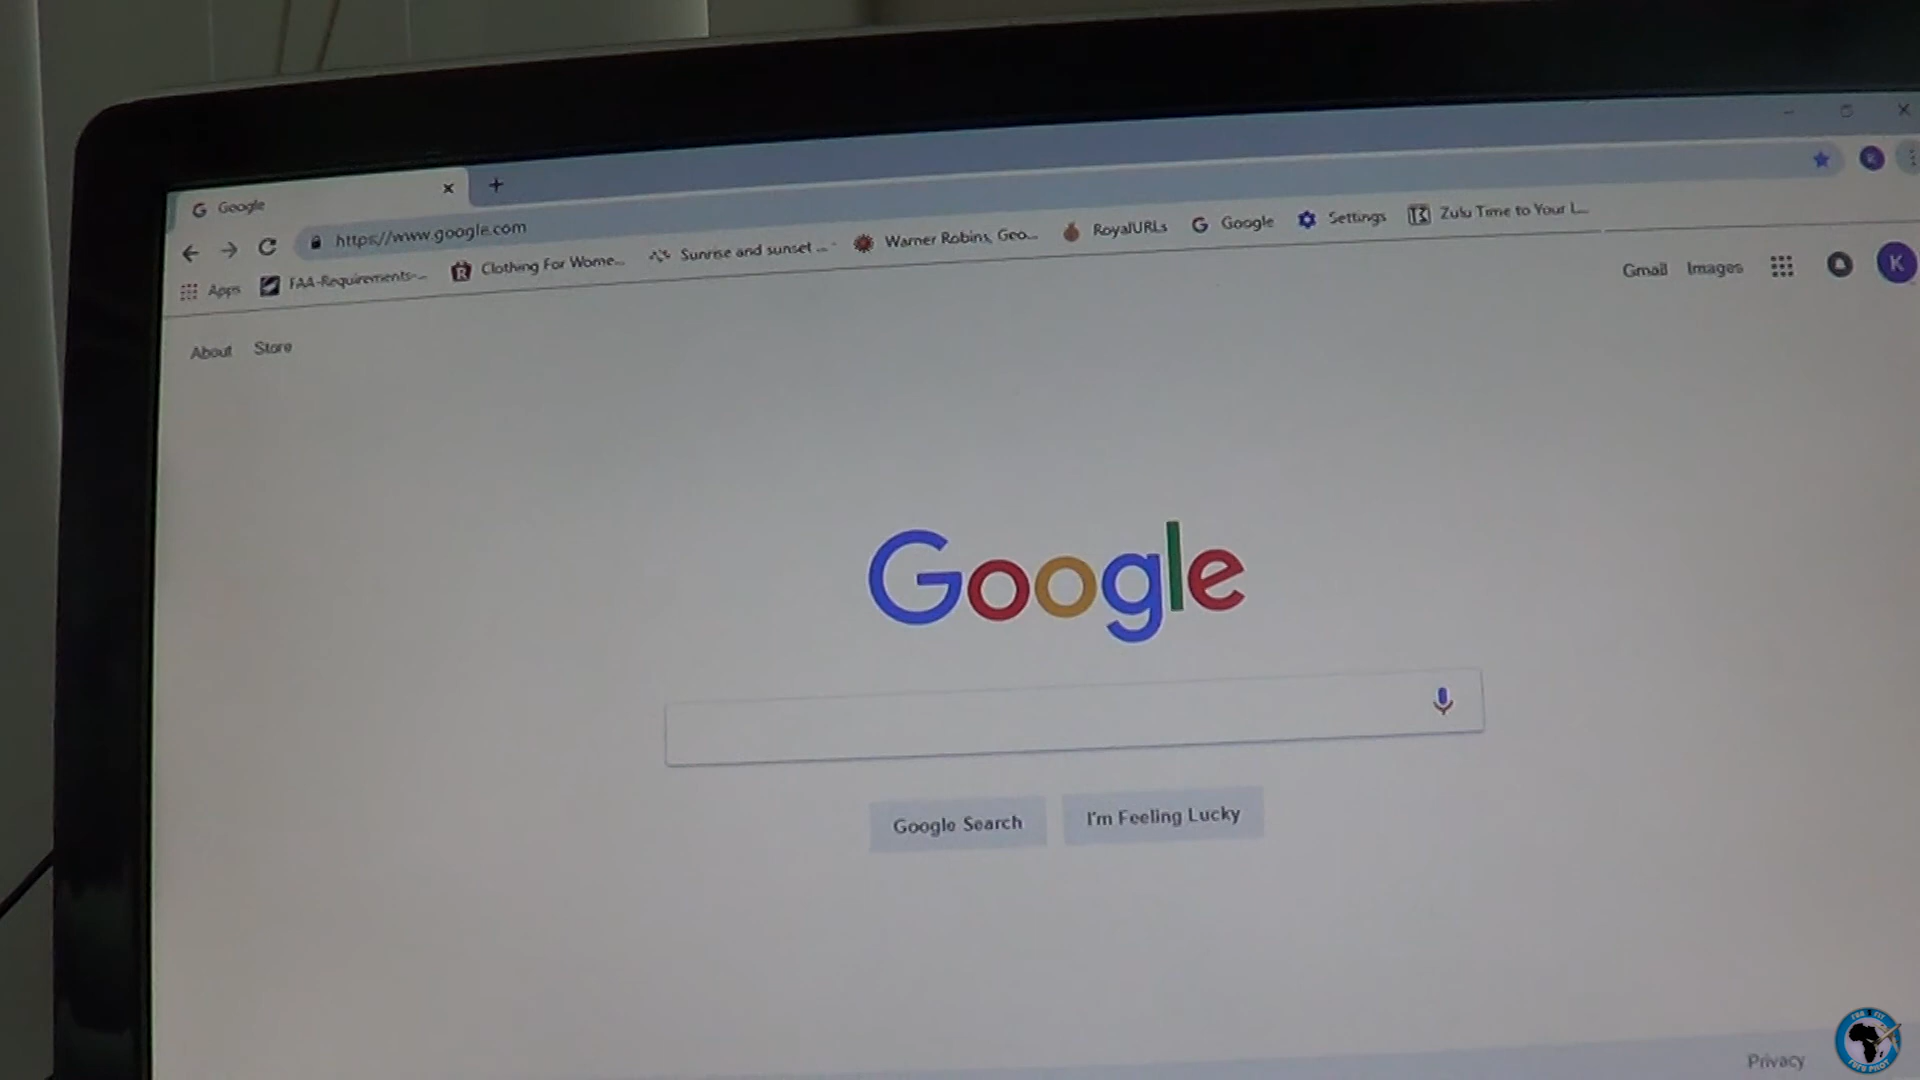 Google
https://www.google.com
Apps FAA-Requirements-... Clothing For Wome... Sunrise and sunset ... Warner Robins, Geo... RoyalURLs Google Settings Zulu Time to Your L...
About Store Gmail Images K
Google
Google Search I'm Feeling Lucky
Privacy